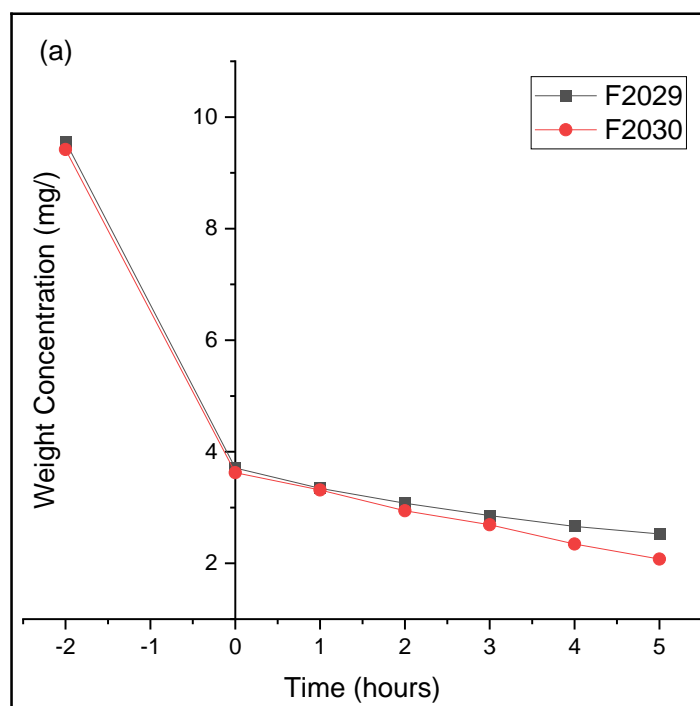 (a)
F2029
F2030
10
8
6
4
2
Weight Concentration (mg/)
-2 -1 0 1 2 3 4 5
Time (hours)